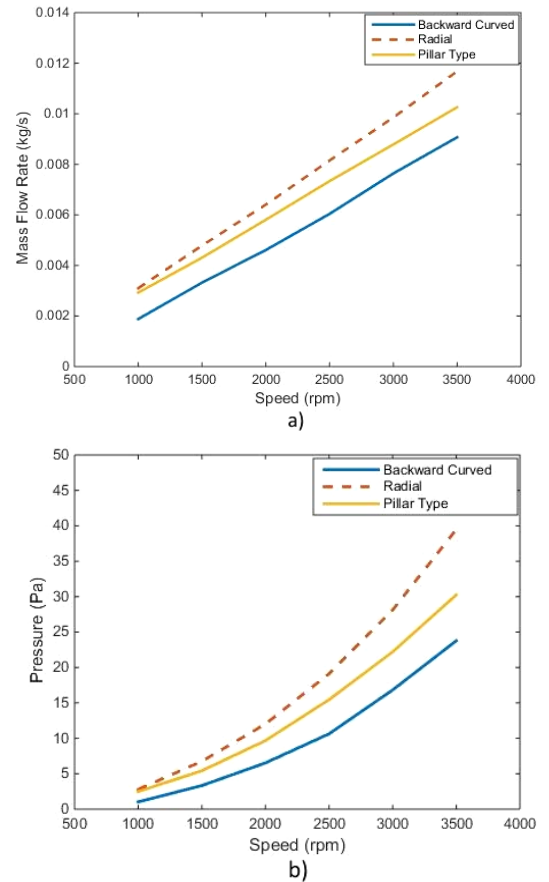 0.014
Backward Curved
Radial
Pillar Type
0.012
0.01
0.008
0.006
0.004
0.002
0
Mass Flow Rate (kg/s)
500 1000 1500 2000 2500 3000 3500 4000
Speed (rpm)
a)
50
Backward Curved
Radial
Pillar Type
45
40
35
30
25
20
15
10
5
0
Pressure (Pa)
500 1000 1500 2000 2500 3000 3500 4000
Speed (rpm)
b)